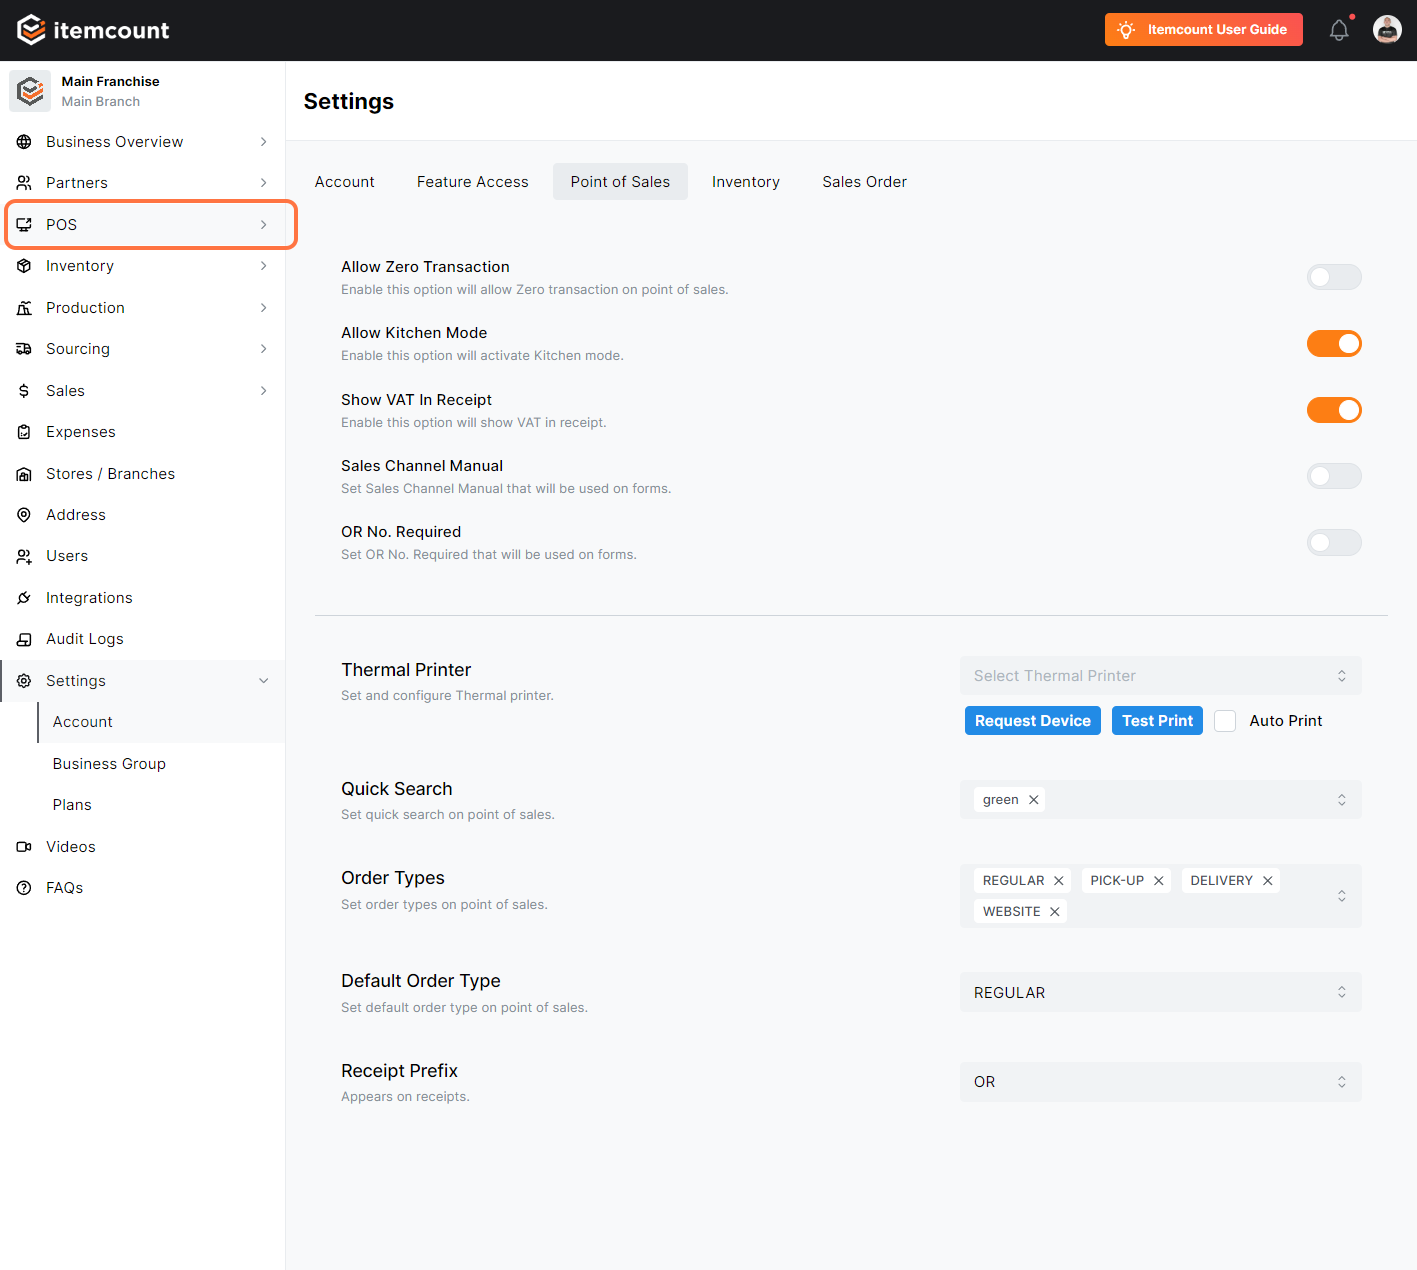 itemcount
Itemcount User Guide
Main Franchise
Main Branch
Business Overview
Partners
POS
Inventory
Production
Sourcing
Sales
Expenses
Stores / Branches
Address
Users
Integrations
Audit Logs
Settings
Account
Business Group
Plans
Videos
FAQs
Settings
Account Feature Access Point of Sales Inventory Sales Order
Allow Zero Transaction
Enable this option will allow Zero transaction on point of sales.
Allow Kitchen Mode
Enable this option will activate Kitchen mode.
Show VAT In Receipt
Enable this option will show VAT in receipt.
Sales Channel Manual
Set Sales Channel Manual that will be used on forms.
OR No. Required
Set OR No. Required that will be used on forms.
Thermal Printer
Set and configure Thermal printer.
Select Thermal Printer
Request Device Test Print Auto Print
Quick Search
Set quick search on point of sales.
green
Order Types
Set order types on point of sales.
REGULAR PICK-UP DELIVERY
WEBSITE
Default Order Type
Set default order type on point of sales.
REGULAR
Receipt Prefix
Appears on receipts.
OR